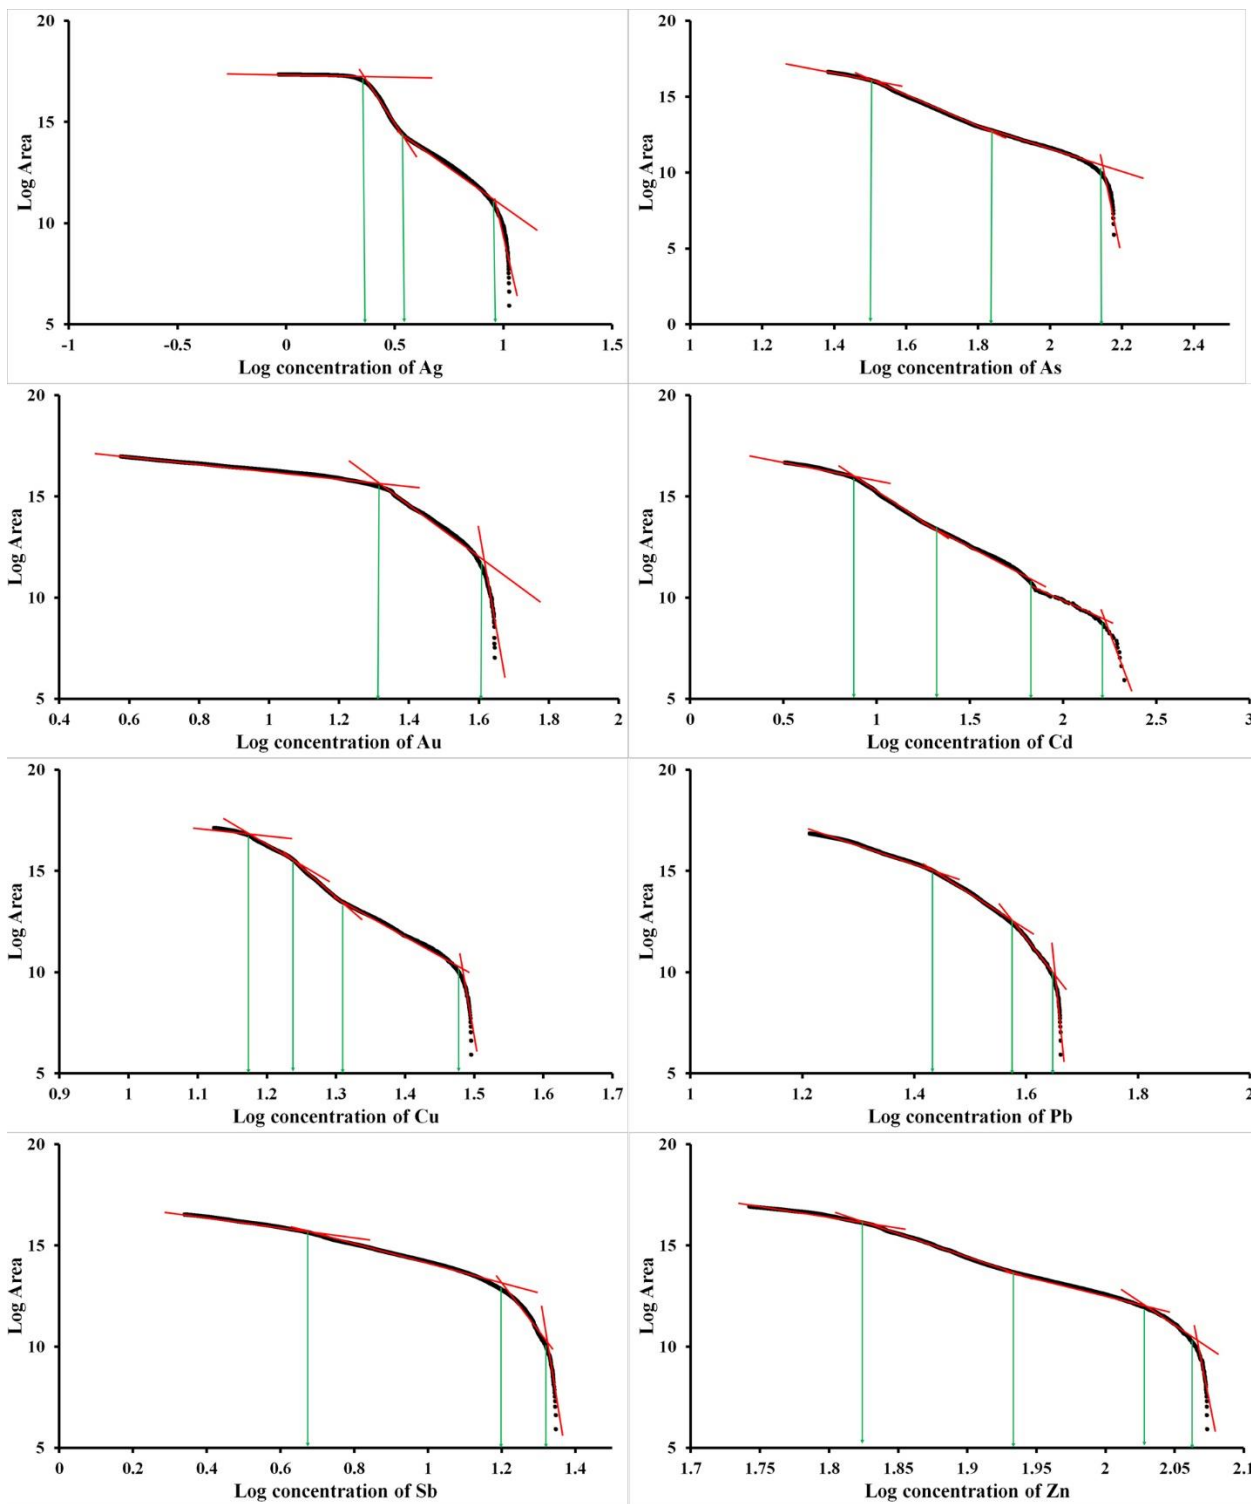 20
15
10
5
Log Area
-1 -0.5 0 0.5 1 1.5
Log concentration of Ag
20
15
10
5
0
Log Area
1 1.2 1.4 1.6 1.8 2 2.2 2.4
Log concentration of As
20
15
10
5
Log Area
0.4 0.6 0.8 1 1.2 1.4 1.6 1.8 2
Log concentration of Au
20
15
10
5
Log Area
0 0.5 1 1.5 2 2.5 3
Log concentration of Cd
20
15
10
5
Log Area
0.9 1 1.1 1.2 1.3 1.4 1.5 1.6 1.7
Log concentration of Cu
20
15
10
5
Log Area
1 1.2 1.4 1.6 1.8 2
Log concentration of Pb
20
15
10
5
Log Area
0 0.2 0.4 0.6 0.8 1 1.2 1.4
Log concentration of Sb
20
15
10
5
Log Area
1.7 1.75 1.8 1.85 1.9 1.95 2 2.05 2.1
Log concentration of Zn